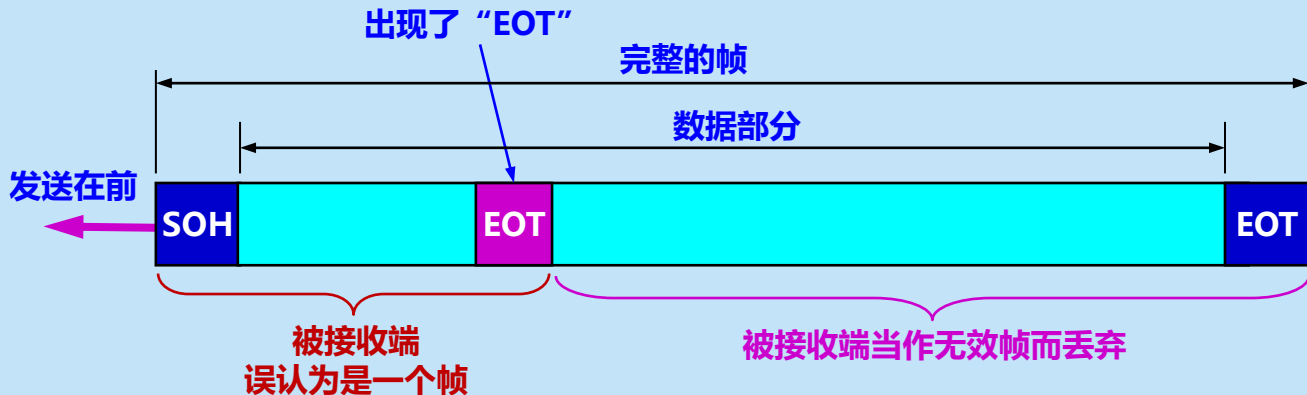 出现了“EOT”
完整的帧
数据部分
发送在前
SOH
EOT
EOT
被接收端
误认为是一个帧
被接收端当作无效帧而丢弃